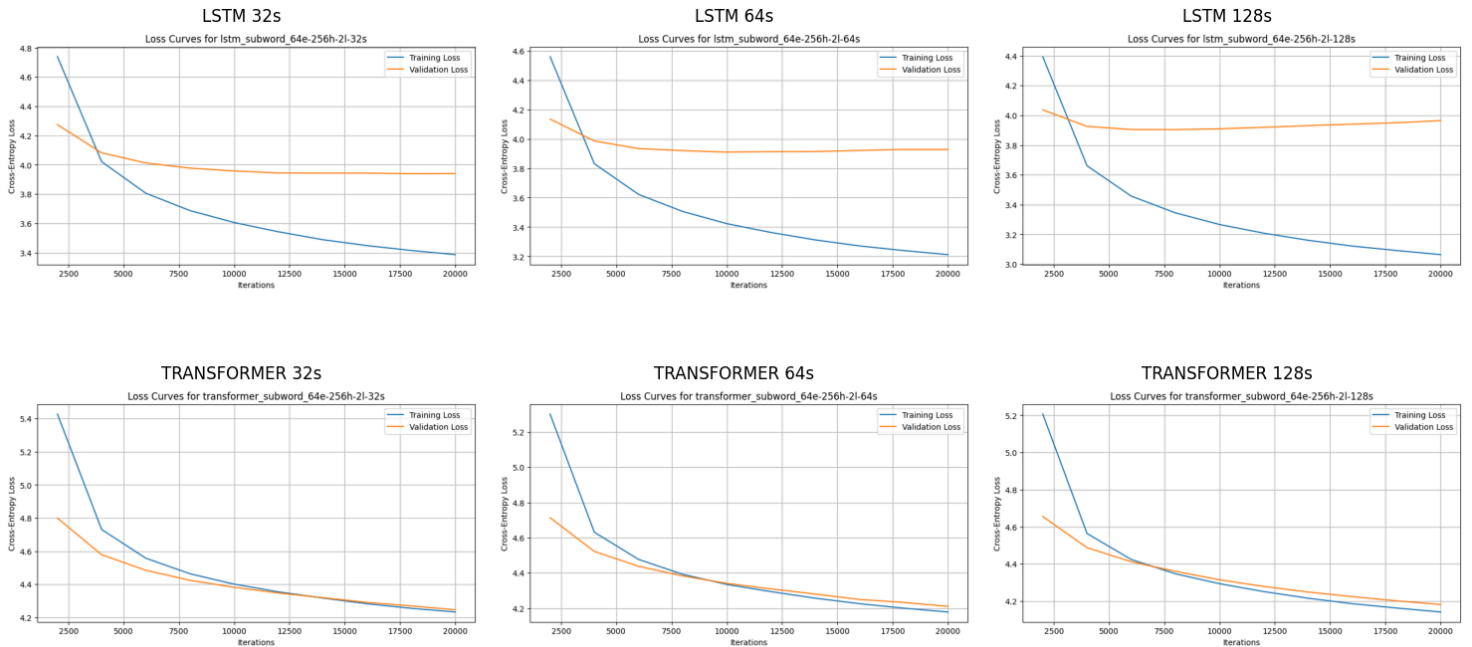 LSTM 32s
Loss Curves for lstm_subword_64e-256h-2l-32s
Training Loss
Validation Loss
Cross-Entropy Loss
4.8
4.6
4.4
4.2
4.0
3.8
3.6
3.4
2500 5000 7500 10000 12500 15000 17500 20000
Iterations
LSTM 64s
Loss Curves for lstm_subword_64e-256h-2l-64s
Training Loss
Validation Loss
Cross-Entropy Loss
4.6
4.4
4.2
4.0
3.8
3.6
3.4
3.2
2500 5000 7500 10000 12500 15000 17500 20000
Iterations
LSTM 128s
Loss Curves for lstm_subword_64e-256h-2l-128s
Training Loss
Validation Loss
Cross-Entropy Loss
4.4
4.2
4.0
3.8
3.6
3.4
3.2
3.0
2500 5000 7500 10000 12500 15000 17500 20000
Iterations
TRANSFORMER 32s
Loss Curves for transformer_subword_64e-256h-2l-32s
Training Loss
Validation Loss
Cross-Entropy Loss
5.4
5.2
5.0
4.8
4.6
4.4
4.2
2500 5000 7500 10000 12500 15000 17500 20000
Iterations
TRANSFORMER 64s
Loss Curves for transformer_subword_64e-256h-2l-64s
Training Loss
Validation Loss
Cross-Entropy Loss
5.2
5.0
4.8
4.6
4.4
4.2
2500 5000 7500 10000 12500 15000 17500 20000
Iterations
TRANSFORMER 128s
Loss Curves for transformer_subword_64e-256h-2l-128s
Training Loss
Validation Loss
Cross-Entropy Loss
5.2
5.0
4.8
4.6
4.4
4.2
2500 5000 7500 10000 12500 15000 17500 20000
Iterations